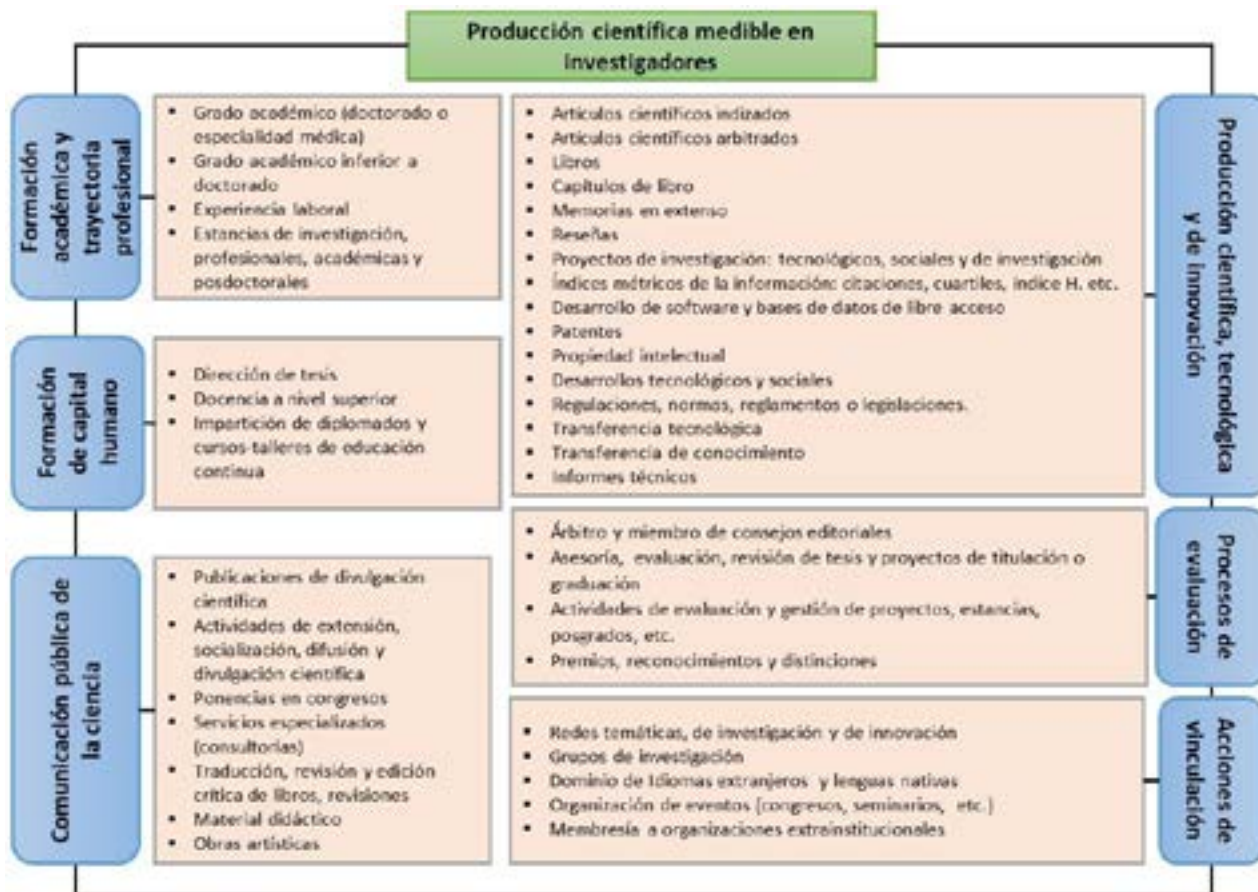 Producción científica medible en
investigadores
Formación
académica y
trayectoria
profesional
▪ Grado académico (doctorado o
especialidad médica)
▪ Grado académico inferior a
doctorado
▪ Experiencia laboral
▪ Estancias de investigación,
profesionales, académicas y
posdoctorales
Formación
de capital
humano
▪ Dirección de tesis
▪ Docencia a nivel superior
▪ Impartición de diplomados y
cursos-talleres de educación
continua
Comunicación pública de
la ciencia
▪ Publicaciones de divulgación
científica
▪ Actividades de extensión,
socialización, difusión y
divulgación científica
▪ Ponencias en congresos
▪ Servicios especializados
(consultorías)
▪ Traducción, revisión y edición
crítica de libros, revisiones
▪ Material didáctico
▪ Obras artísticas
▪ Artículos científicos indizados
▪ Artículos científicos arbitrados
▪ Libros
▪ Capítulos de libro
▪ Memorias en extenso
▪ Reseñas
▪ Proyectos de investigación: tecnológicos, sociales y de investigación
▪ Índices métricos de la información: citaciones, cuartiles, índice H. etc.
▪ Desarrollo de software y bases de datos de libre acceso
▪ Patentes
▪ Propiedad intelectual
▪ Desarrollos tecnológicos y sociales
▪ Regulaciones, normas, reglamentos o legislaciones.
▪ Transferencia tecnológica
▪ Transferencia de conocimiento
▪ Informes técnicos
Producción científica, tecnológica
y de innovación
▪ Árbitro y miembro de consejos editoriales
▪ Asesoría, evaluación, revisión de tesis y proyectos de titulación o
graduación
▪ Actividades de evaluación y gestión de proyectos, estancias,
posgrados, etc.
▪ Premios, reconocimientos y distinciones
Procesos de
evaluación
▪ Redes temáticas, de investigación y de innovación
▪ Grupos de investigación
▪ Dominio de Idiomas extranjeros y lenguas nativas
▪ Organización de eventos (congresos, seminarios, etc.)
▪ Membresía a organizaciones extrainstitucionales
Acciones de
vinculación